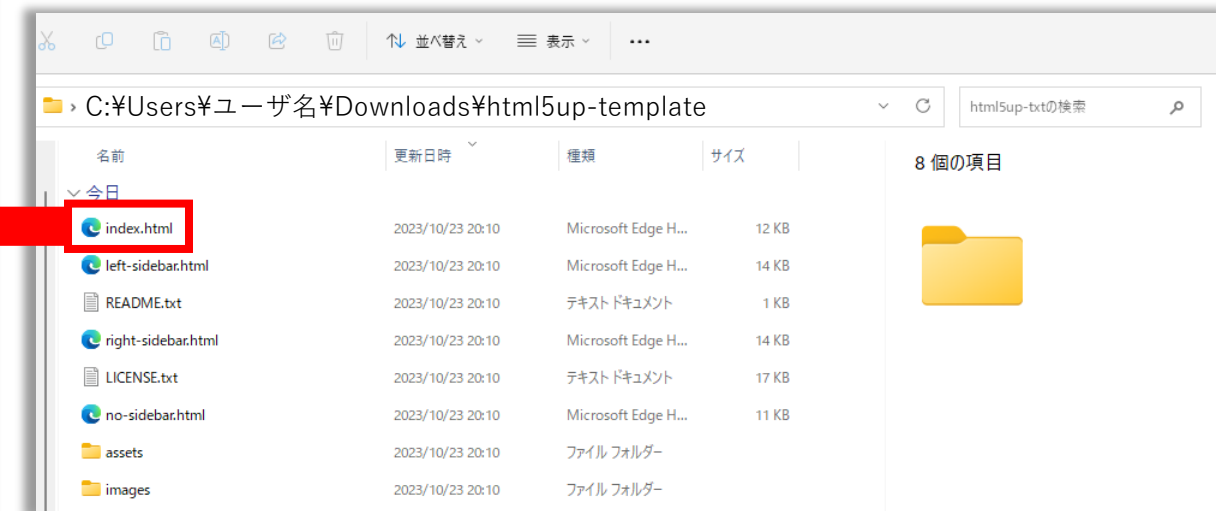 並べ替え 表示 ...
C:¥Users¥ユーザ名¥Downloads¥html5up-template html5up-txtの検索
名前 更新日時 種類 サイズ 8 個の項目
今日
index.html 2023/10/23 20:10 Microsoft Edge H... 12 KB
left-sidebar.html 2023/10/23 20:10 Microsoft Edge H... 14 KB
README.txt 2023/10/23 20:10 テキスト ドキュメント 1 KB
right-sidebar.html 2023/10/23 20:10 Microsoft Edge H... 14 KB
LICENSE.txt 2023/10/23 20:10 テキスト ドキュメント 17 KB
no-sidebar.html 2023/10/23 20:10 Microsoft Edge H... 11 KB
assets 2023/10/23 20:10 ファイル フォルダー
images 2023/10/23 20:10 ファイル フォルダー